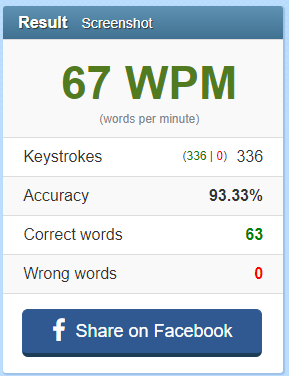 Result Screenshot
67 WPM
(words per minute)
Keystrokes (336 | 0) 336
Accuracy 93.33%
Correct words 63
Wrong words 0
f Share on Facebook